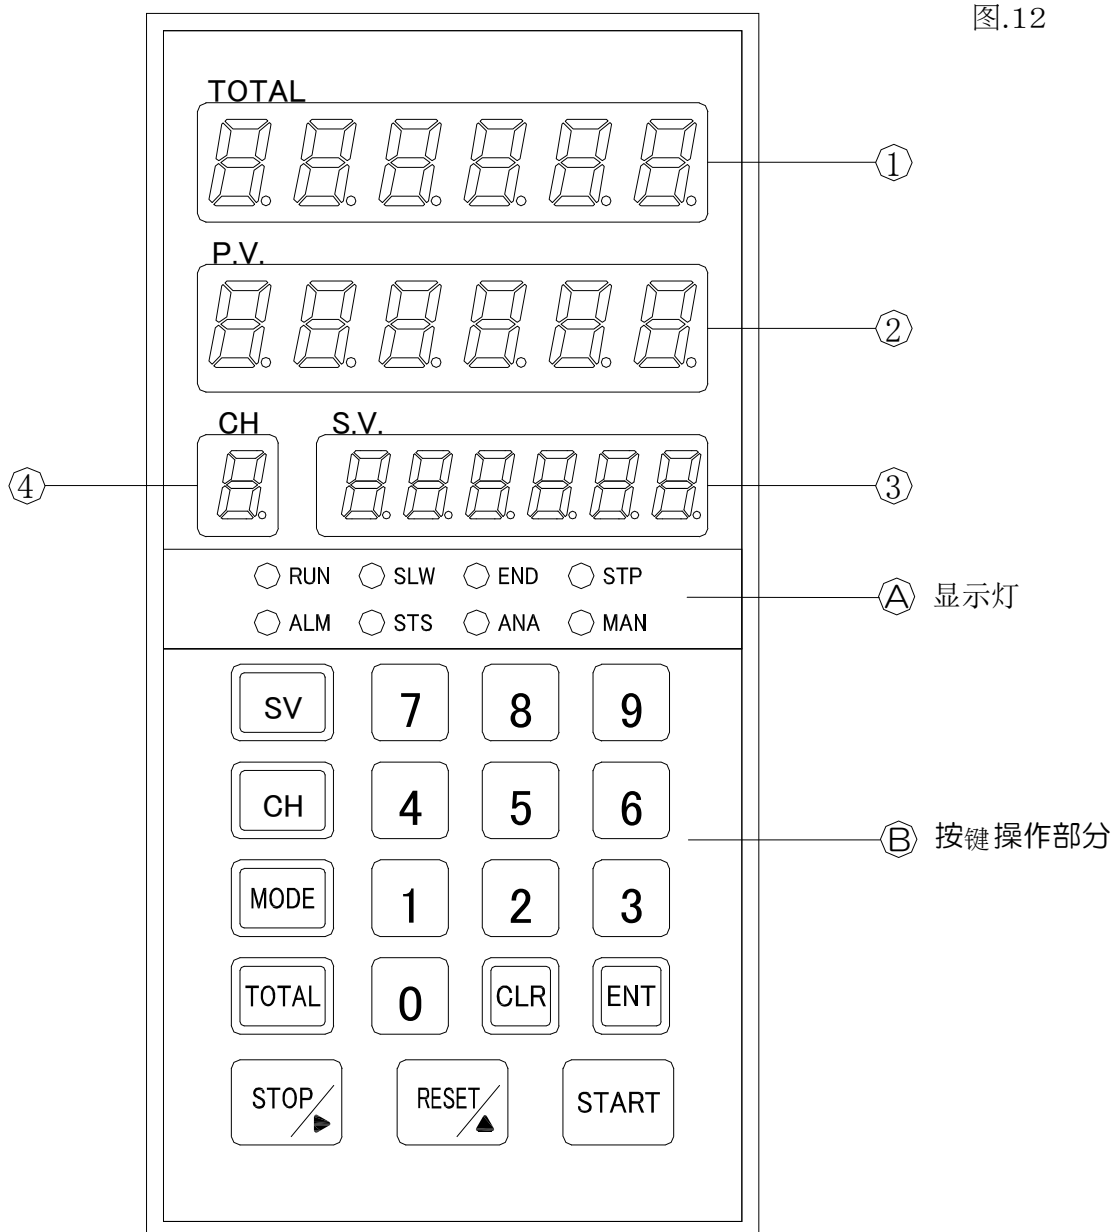 图.12
TOTAL
①
P.V.
②
CH S.V.
④ ③
RUN SLW END STP
Ⓐ 显示灯
ALM STS ANA MAN
SV 7 8 9
CH 4 5 6
Ⓑ 按键操作部分
MODE 1 2 3
TOTAL 0 CLR ENT
STOP RESET START